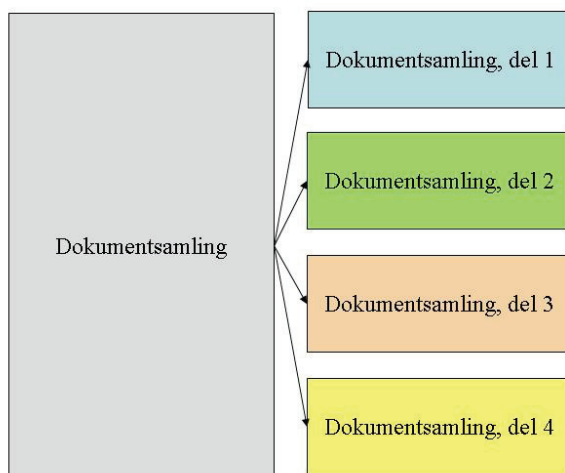 Dokumentsamling
Dokumentsamling, del 1
Dokumentsamling, del 2
Dokumentsamling, del 3
Dokumentsamling, del 4